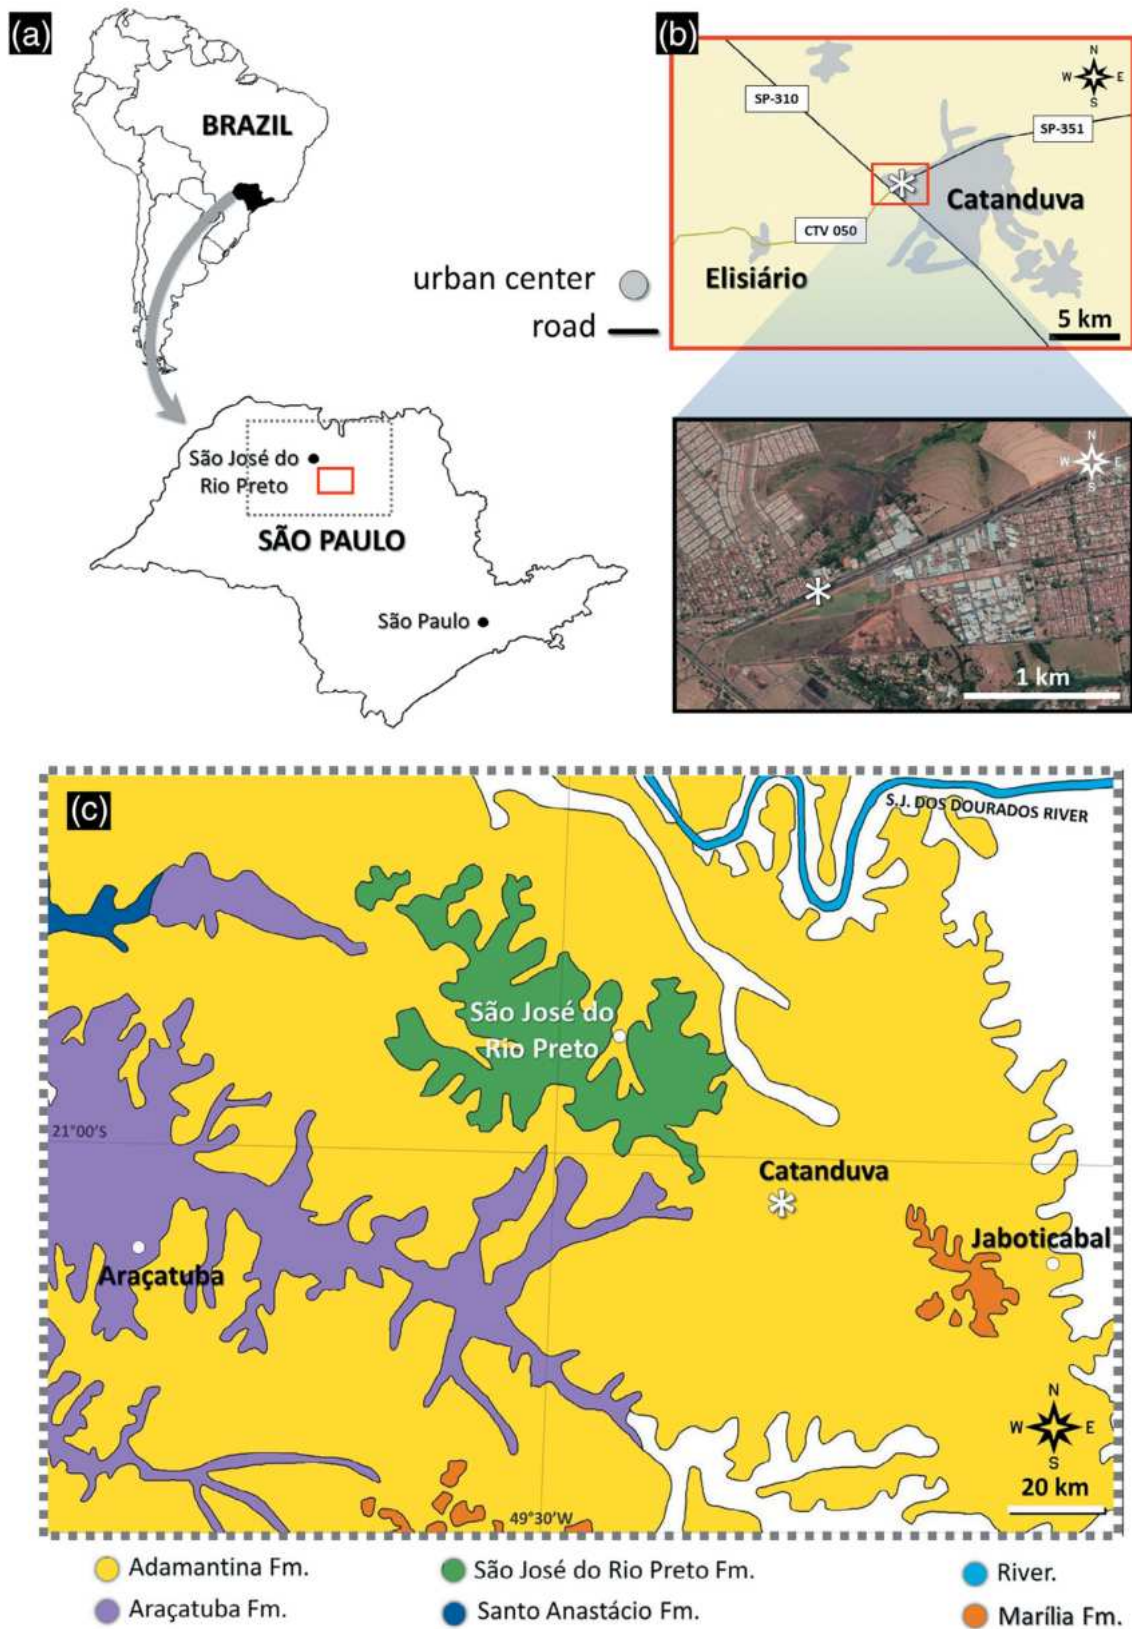 (a)
BRAZIL
urban center
road
São José do
Rio Preto
SÃO PAULO
São Paulo
(b)
N
W E
S
SP-310
SP-351
Catanduva
CTV 050
Elisiário
5 km
N
W E
S
1 km
(c)
S.J. DOS DOURADOS RIVER
São José do
Rio Preto
21°00'S
Catanduva
Jaboticabal
Araçatuba
N
W E
S
20 km
49°30'W
Adamantina Fm.
São José do Rio Preto Fm.
River.
Araçatuba Fm.
Santo Anastácio Fm.
Marília Fm.